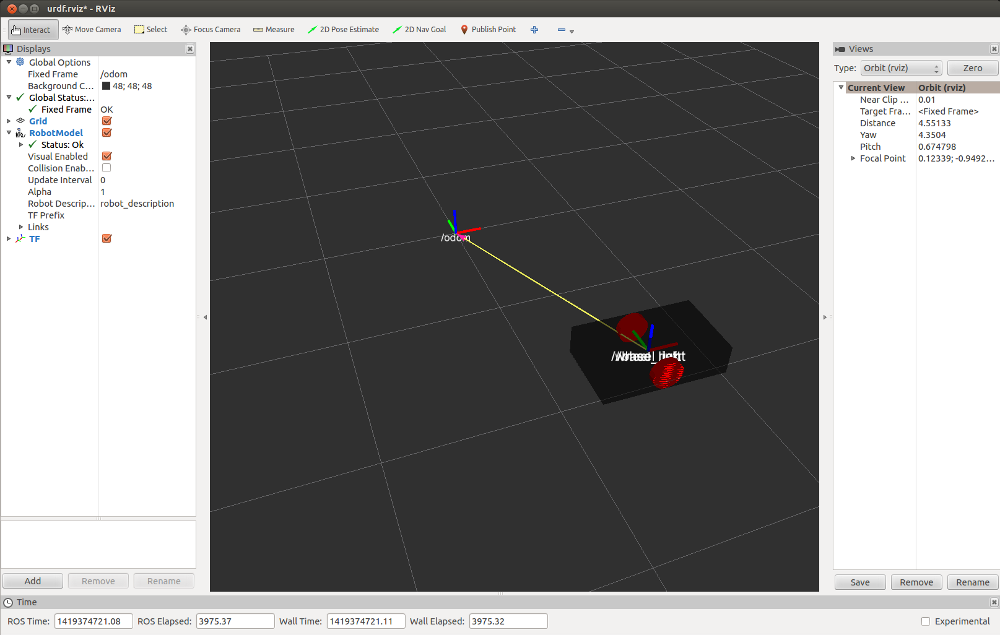 urdf.rviz* - RViz
Interact Move Camera Select Focus Camera Measure 2D Pose Estimate 2D Nav Goal Publish Point
Displays
Global Options
Fixed Frame /odom
Background C... 48; 48; 48
Global Status:...
Fixed Frame OK
Grid
RobotModel
Status: Ok
Visual Enabled
Collision Enab...
Update Interval 0
Alpha 1
Robot Descrip... robot_description
TF Prefix
Links
TF
Add Remove Rename
/odom
Views
Type: Orbit (rviz) Zero
Current View Orbit (rviz)
Near Clip ... 0.01
Target Fra... <Fixed Frame>
Distance 4.55133
Yaw 4.3504
Pitch 0.674798
Focal Point 0.12339; -0.9492...
Save Remove Rename
Time
ROS Time: 1419374721.08 ROS Elapsed: 3975.37 Wall Time: 1419374721.11 Wall Elapsed: 3975.32 Experimental